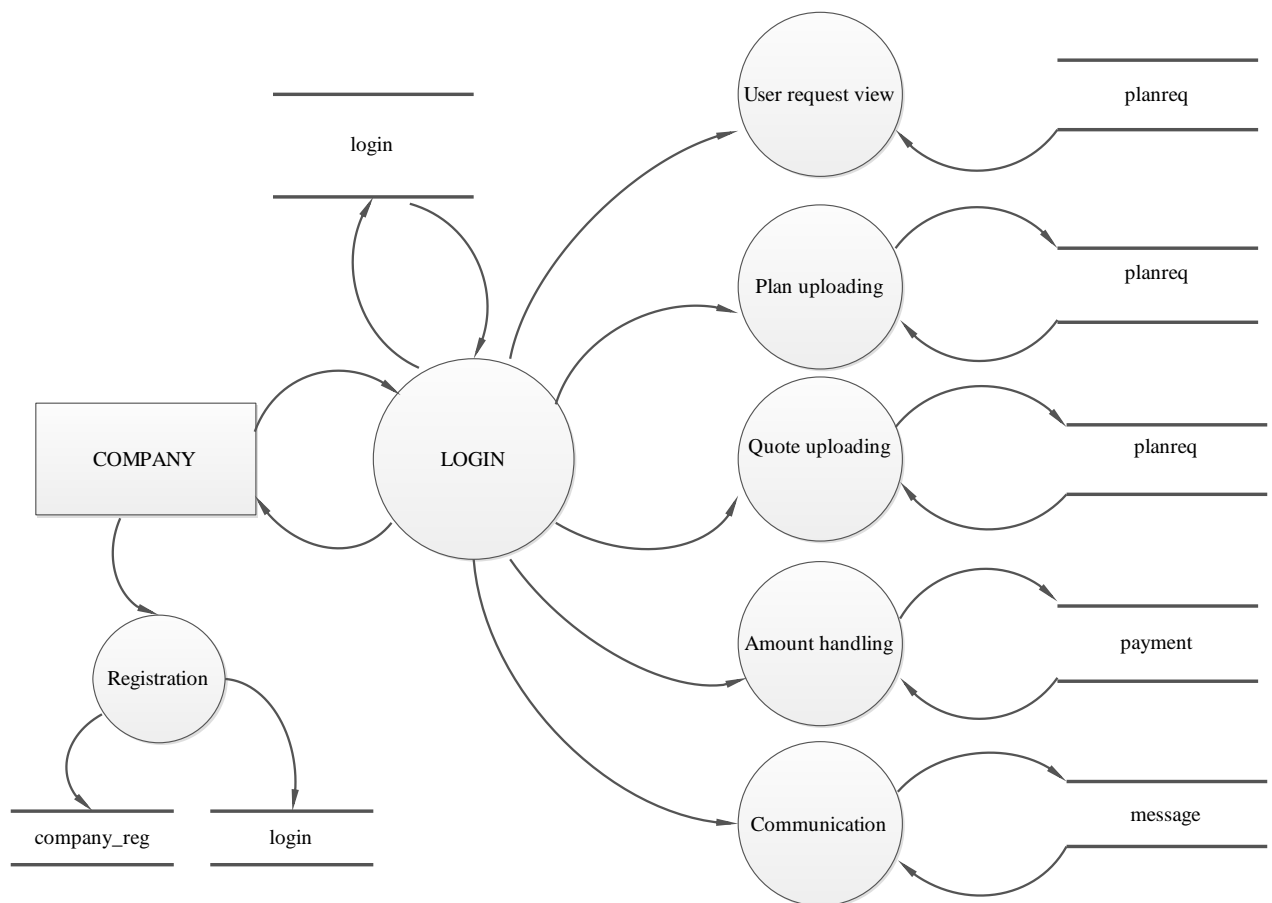 User request view
planreq
login
Plan uploading
planreq
COMPANY
LOGIN
Quote uploading
planreq
Registration
Amount handling
payment
company_reg
login
Communication
message